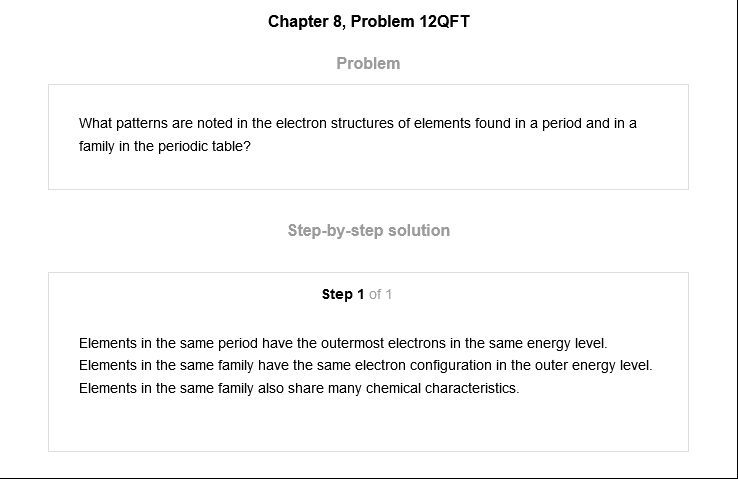 Chapter 8, Problem 12QFT
Problem
What patterns are noted in the electron structures of elements found in a period and in a
family in the periodic table?
Step-by-step solution
Step 1 of 1
Elements in the same period have the outermost electrons in the same energy level.
Elements in the same family have the same electron configuration in the outer energy level.
Elements in the same family also share many chemical characteristics.